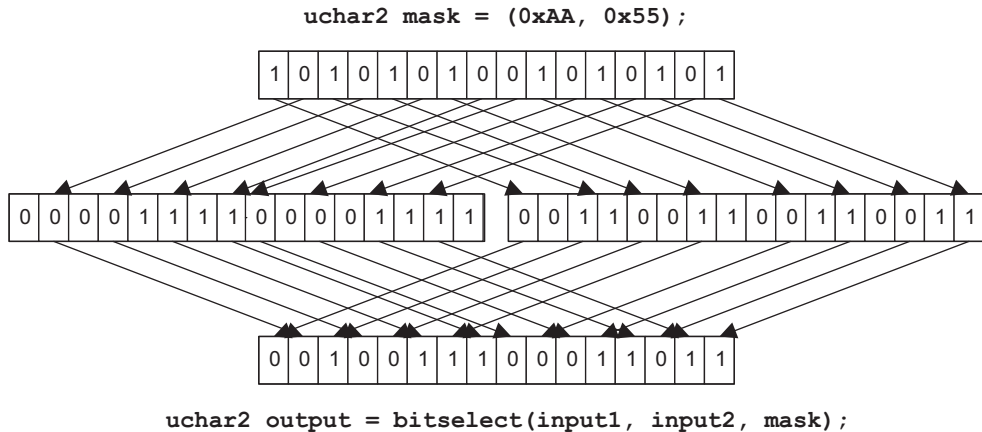 uchar2 mask = (0xAA, 0x55);
1 0 1 0 1 0 1 0 0 1 0 1 0 1 0 1
0 0 0 0 1 1 1 1 0 0 0 0 1 1 1 1 0 0 1 1 0 0 1 1 0 0 1 1 0 0 1 1
0 0 1 0 0 1 1 1 0 0 0 1 1 0 1 1
uchar2 output = bitselect(input1, input2, mask);